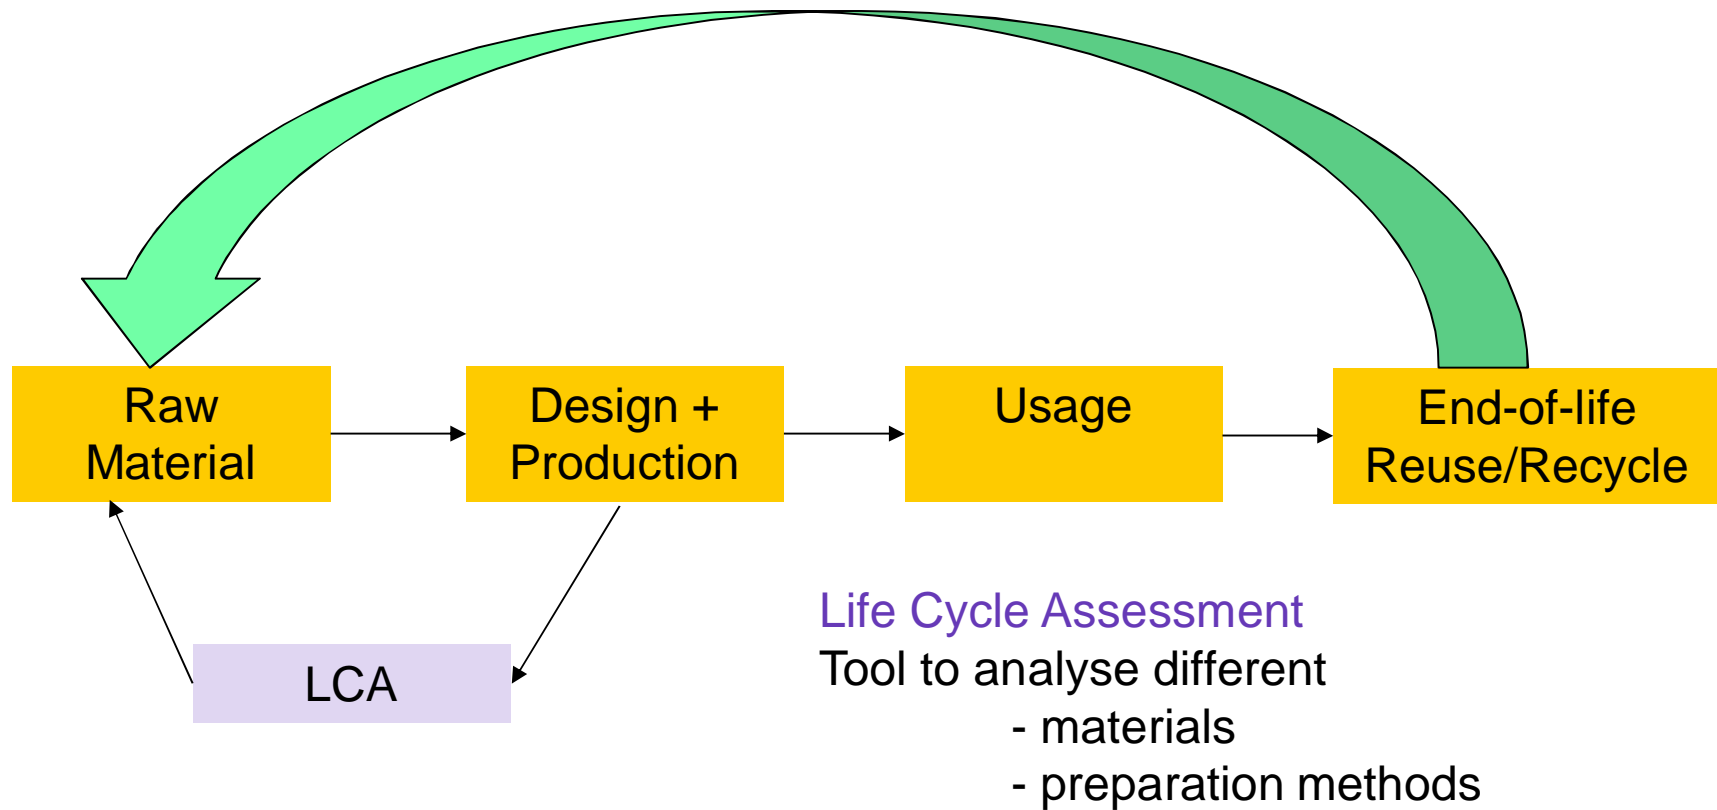 Raw
Material
Design +
Production
Usage
End-of-life
Reuse/Recycle
LCA
Life Cycle Assessment
Tool to analyse different
- materials
- preparation methods